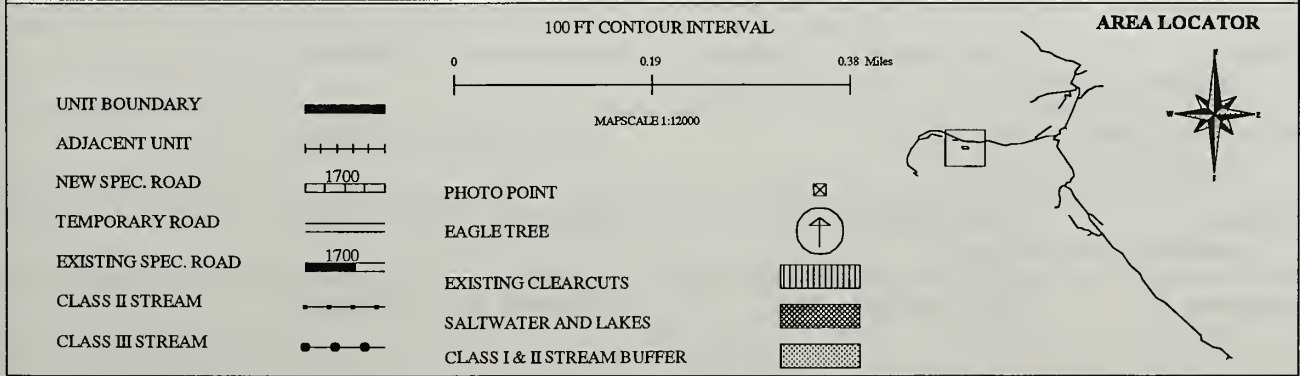 100 FT CONTOUR INTERVAL
AREA LOCATOR
0 0.19 0.38 Miles
MAPSCALE 1:12000
N
W E
S
UNIT BOUNDARY
ADJACENT UNIT
NEW SPEC. ROAD 1700
TEMPORARY ROAD
EXISTING SPEC. ROAD 1700
CLASS II STREAM
CLASS III STREAM
PHOTO POINT
EAGLE TREE
EXISTING CLEARCUTS
SALTWATER AND LAKES
CLASS I & II STREAM BUFFER